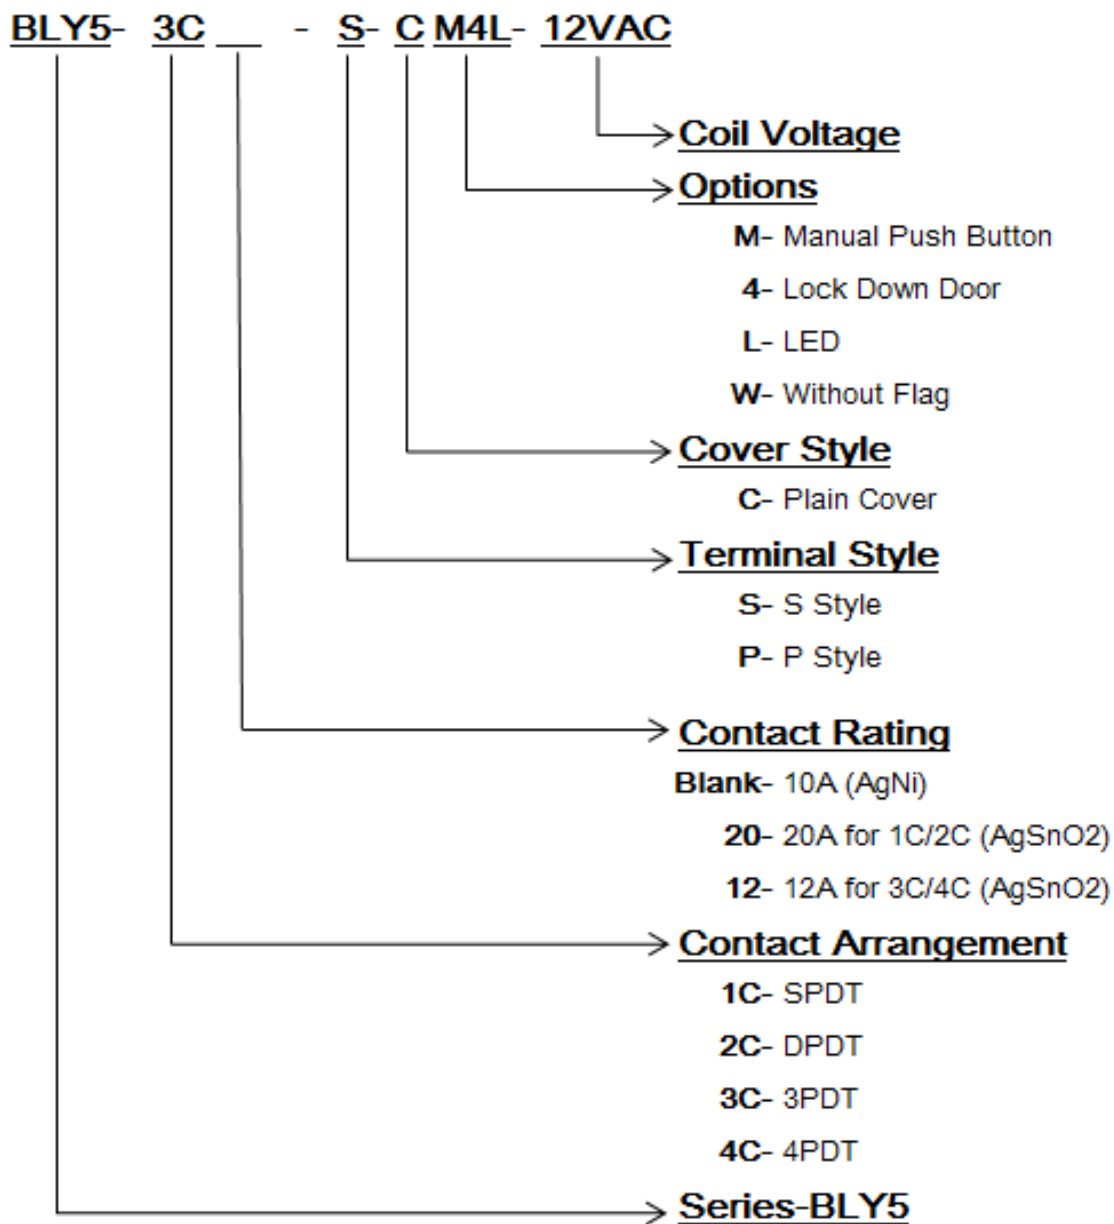 BLY5- 3C __ - S- C M4L- 12VAC
Coil Voltage
Options
M- Manual Push Button
4- Lock Down Door
L- LED
W- Without Flag
Cover Style
C- Plain Cover
Terminal Style
S- S Style
P- P Style
Contact Rating
Blank- 10A (AgNi)
20- 20A for 1C/2C (AgSnO2)
12- 12A for 3C/4C (AgSnO2)
Contact Arrangement
1C- SPDT
2C- DPDT
3C- 3PDT
4C- 4PDT
Series-BLY5